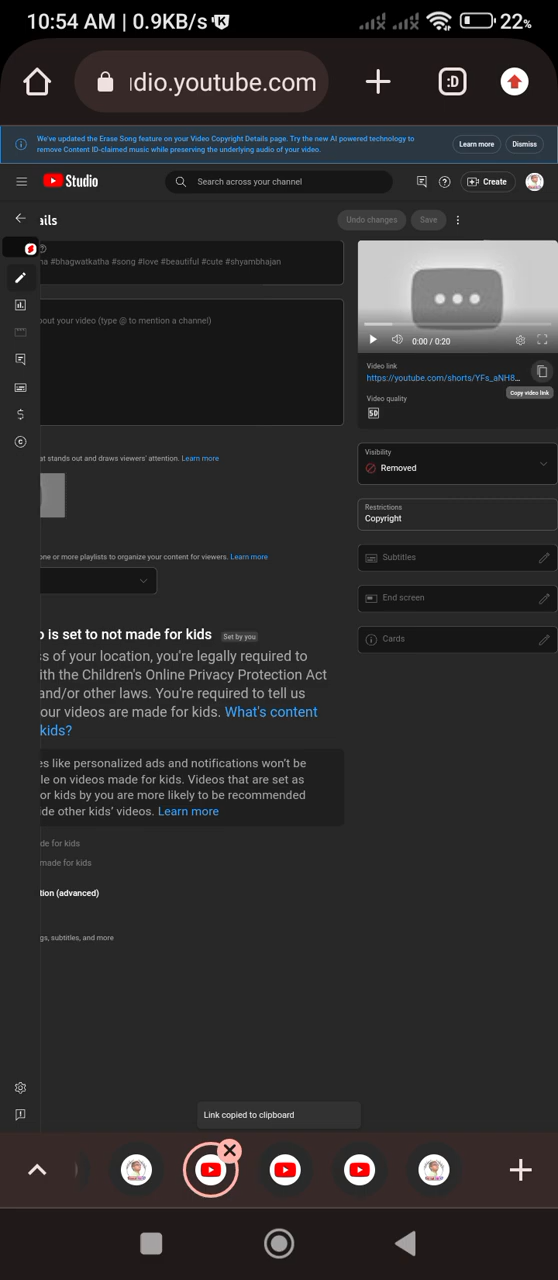 10:54 AM | 0.9KB/s
22%
dio.youtube.com
:D
We've updated the Erase Song feature on your Video Copyright Details page. Try the new AI powered technology to
remove Content ID-claimed music while preserving the underlying audio of your video.
Learn more
Dismiss
Studio
Search across your channel
Create
ails
Undo changes
Save
na #bhagwatkatha #song #love #beautiful #cute #shyambhajan
bout your video (type @ to mention a channel)
0:00 / 0:20
Video link
https://youtube.com/shorts/YFs_aNH8...
Copy video link
Video quality
SD
Visibility
Removed
at stands out and draws viewers' attention. Learn more
Restrictions
Copyright
Subtitles
one or more playlists to organize your content for viewers. Learn more
End screen
Cards
o is set to not made for kids Set by you
ss of your location, you're legally required to
ith the Children's Online Privacy Protection Act
and/or other laws. You're required to tell us
our videos are made for kids. What's content
kids?
es like personalized ads and notifications won't be
le on videos made for kids. Videos that are set as
or kids by you are more likely to be recommended
de other kids' videos. Learn more
de for kids
made for kids
tion (advanced)
gs, subtitles, and more
Link copied to clipboard